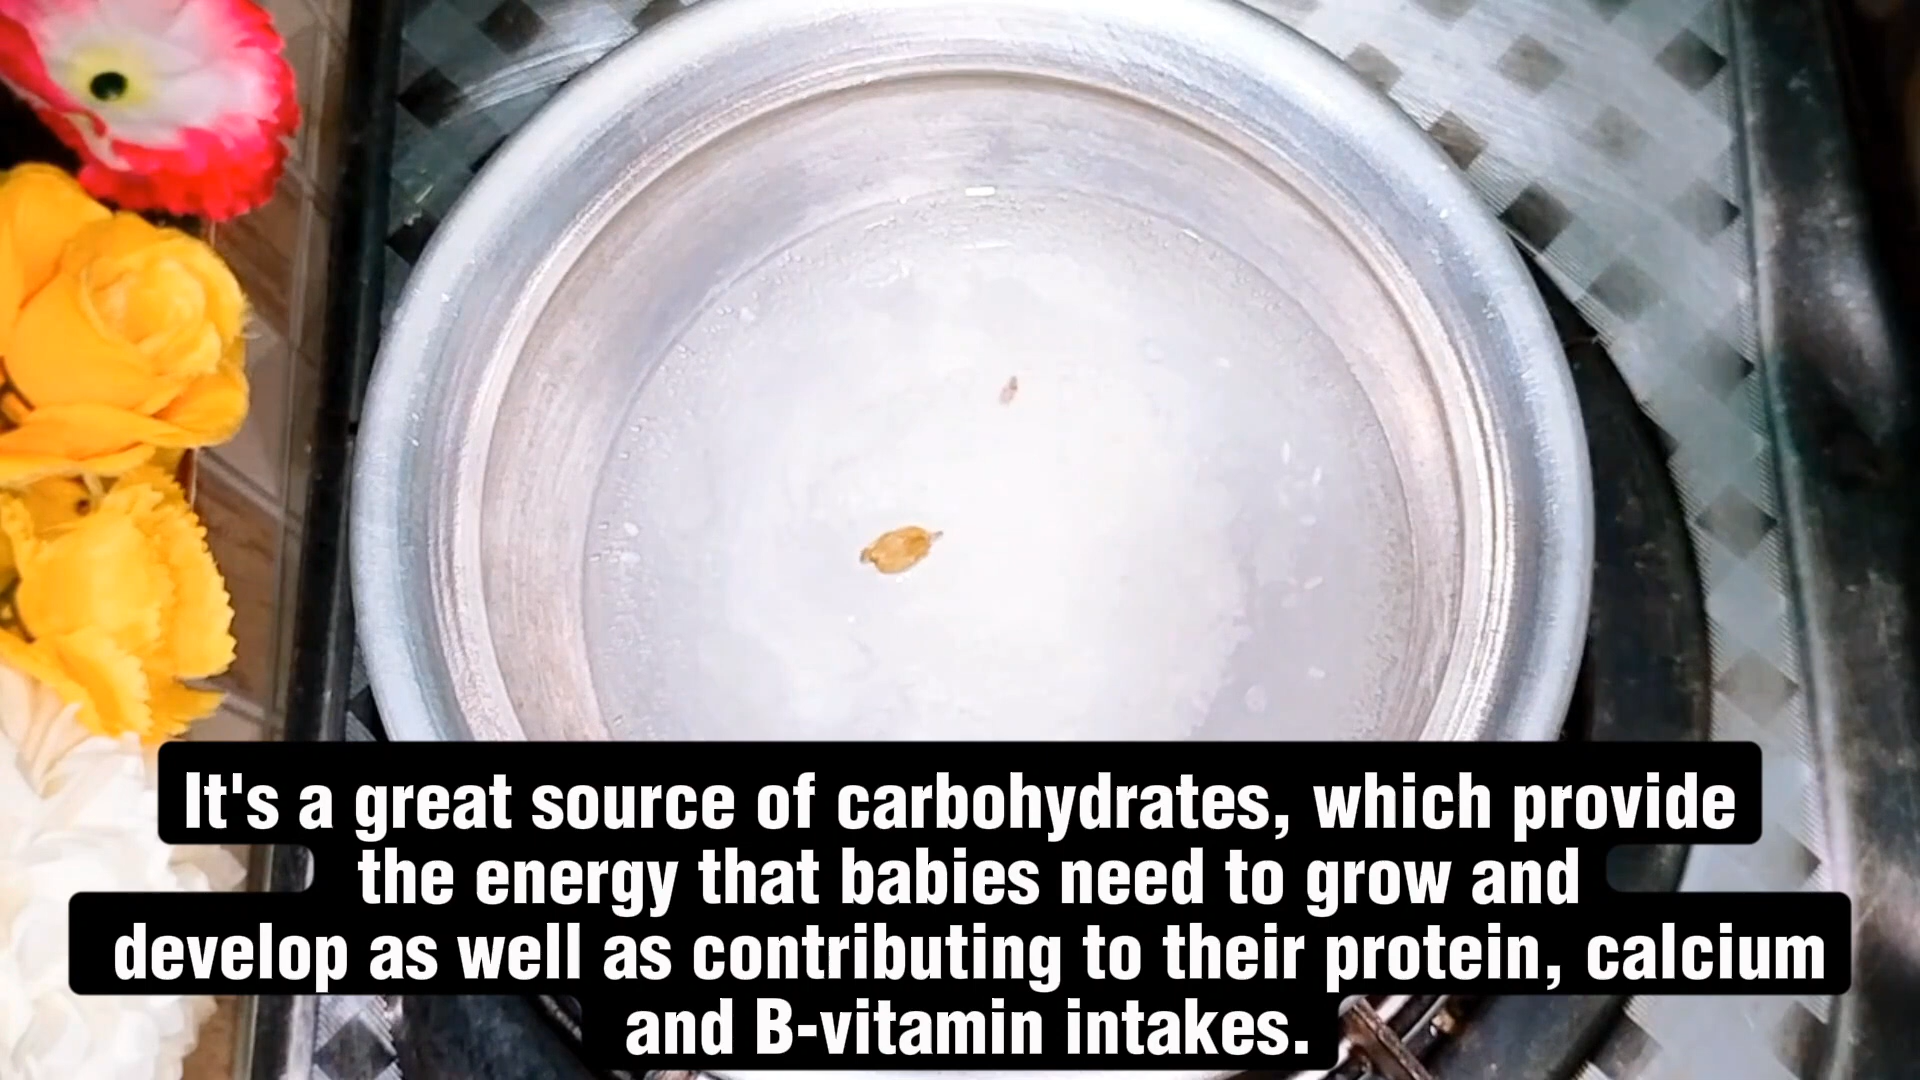 It's a great source of carbohydrates, which provide
the energy that babies need to grow and
develop as well as contributing to their protein, calcium
and B-vitamin intakes.